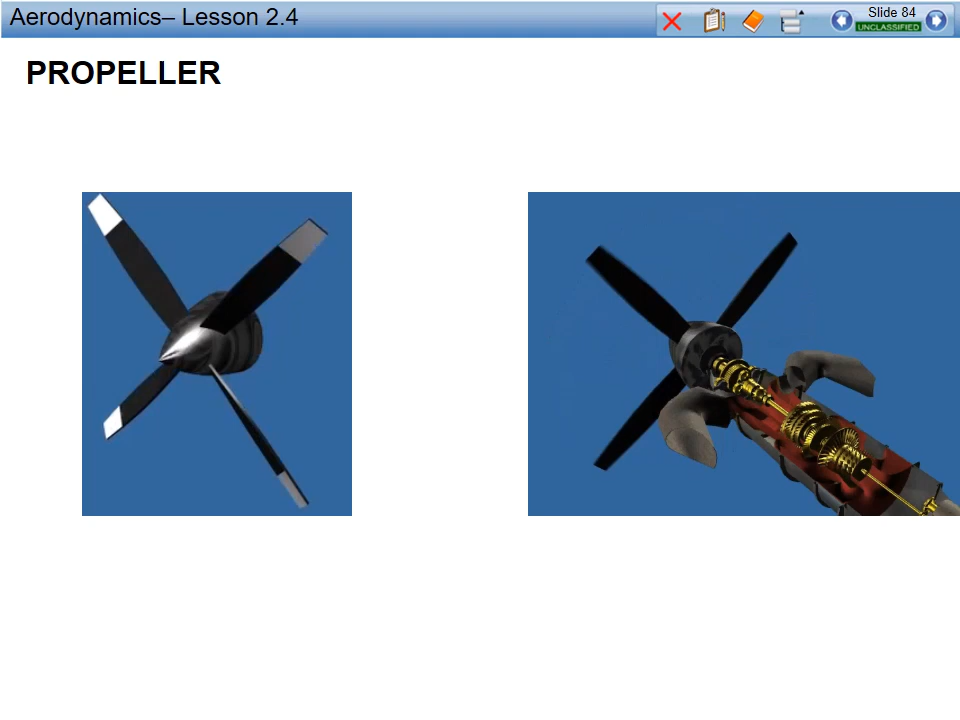 Aerodynamics– Lesson 2.4
Slide 84
UNCLASSIFIED
PROPELLER